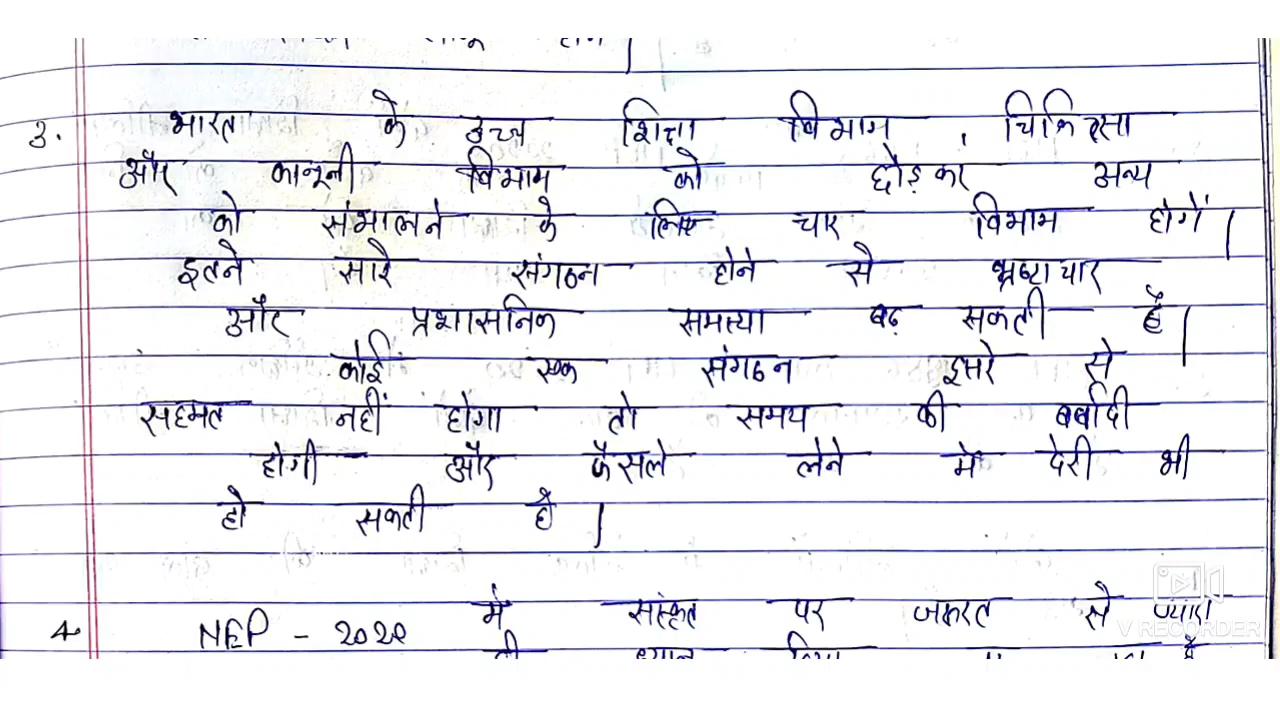 3. भारत के उच्च शिक्षा विभाग, चिकित्सा
और कानूनी विभाग को छोड़कर अन्य
को संभालने के लिए चार विभाग होगें।
इतने सारे संगठन होने से भ्रष्टाचार
और प्रशासनिक समस्या बढ़ सकती है।
कोई एक संगठन दूसरे से
सहमत नहीं होगा तो समय की बर्बादी
होगी और फैसले लेने में देरी भी
हो सकती है।
4. NEP - 2020 में संस्कृत पर जरूरत से ज्यादा
V RECORDER